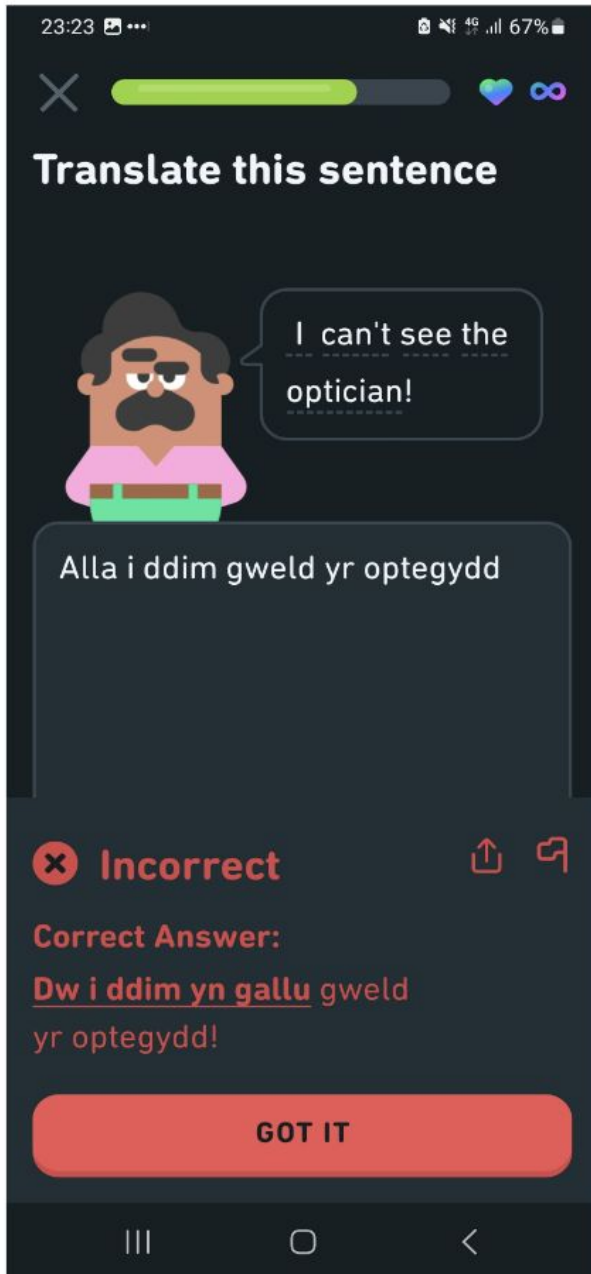 23:23
4G 67%
Translate this sentence
I can't see the
optician!
Alla i ddim gweld yr optegydd
Incorrect
Correct Answer:
Dw i ddim yn gallu gweld
yr optegydd!
GOT IT